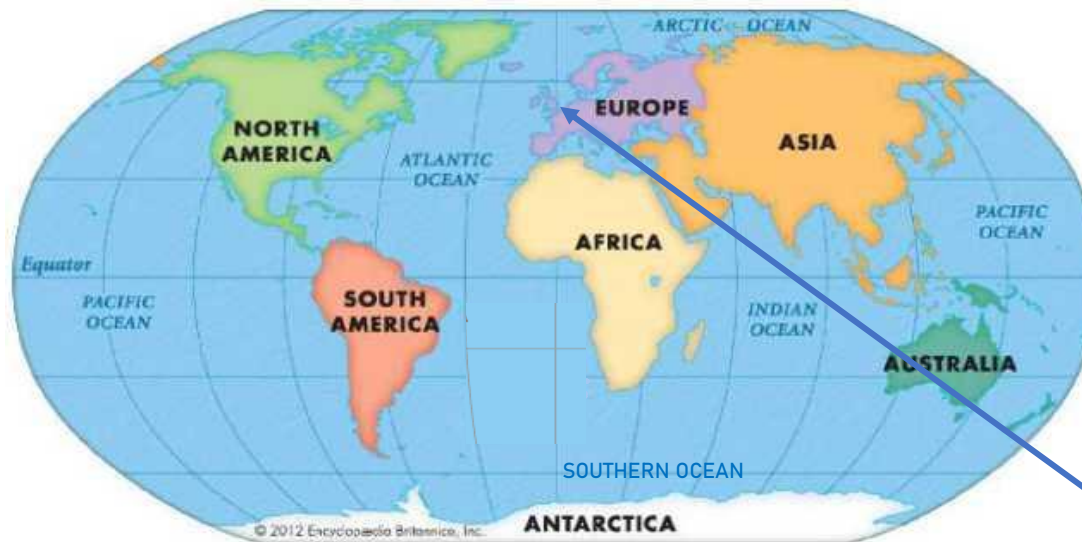 ARCTIC OCEAN
EUROPE
NORTH
AMERICA
ASIA
ATLANTIC
OCEAN
PACIFIC
OCEAN
AFRICA
Equator
PACIFIC
OCEAN
SOUTH
AMERICA
INDIAN
OCEAN
AUSTRALIA
SOUTHERN OCEAN
ANTARCTICA
© 2012 Encyclopædia Britannica, Inc.